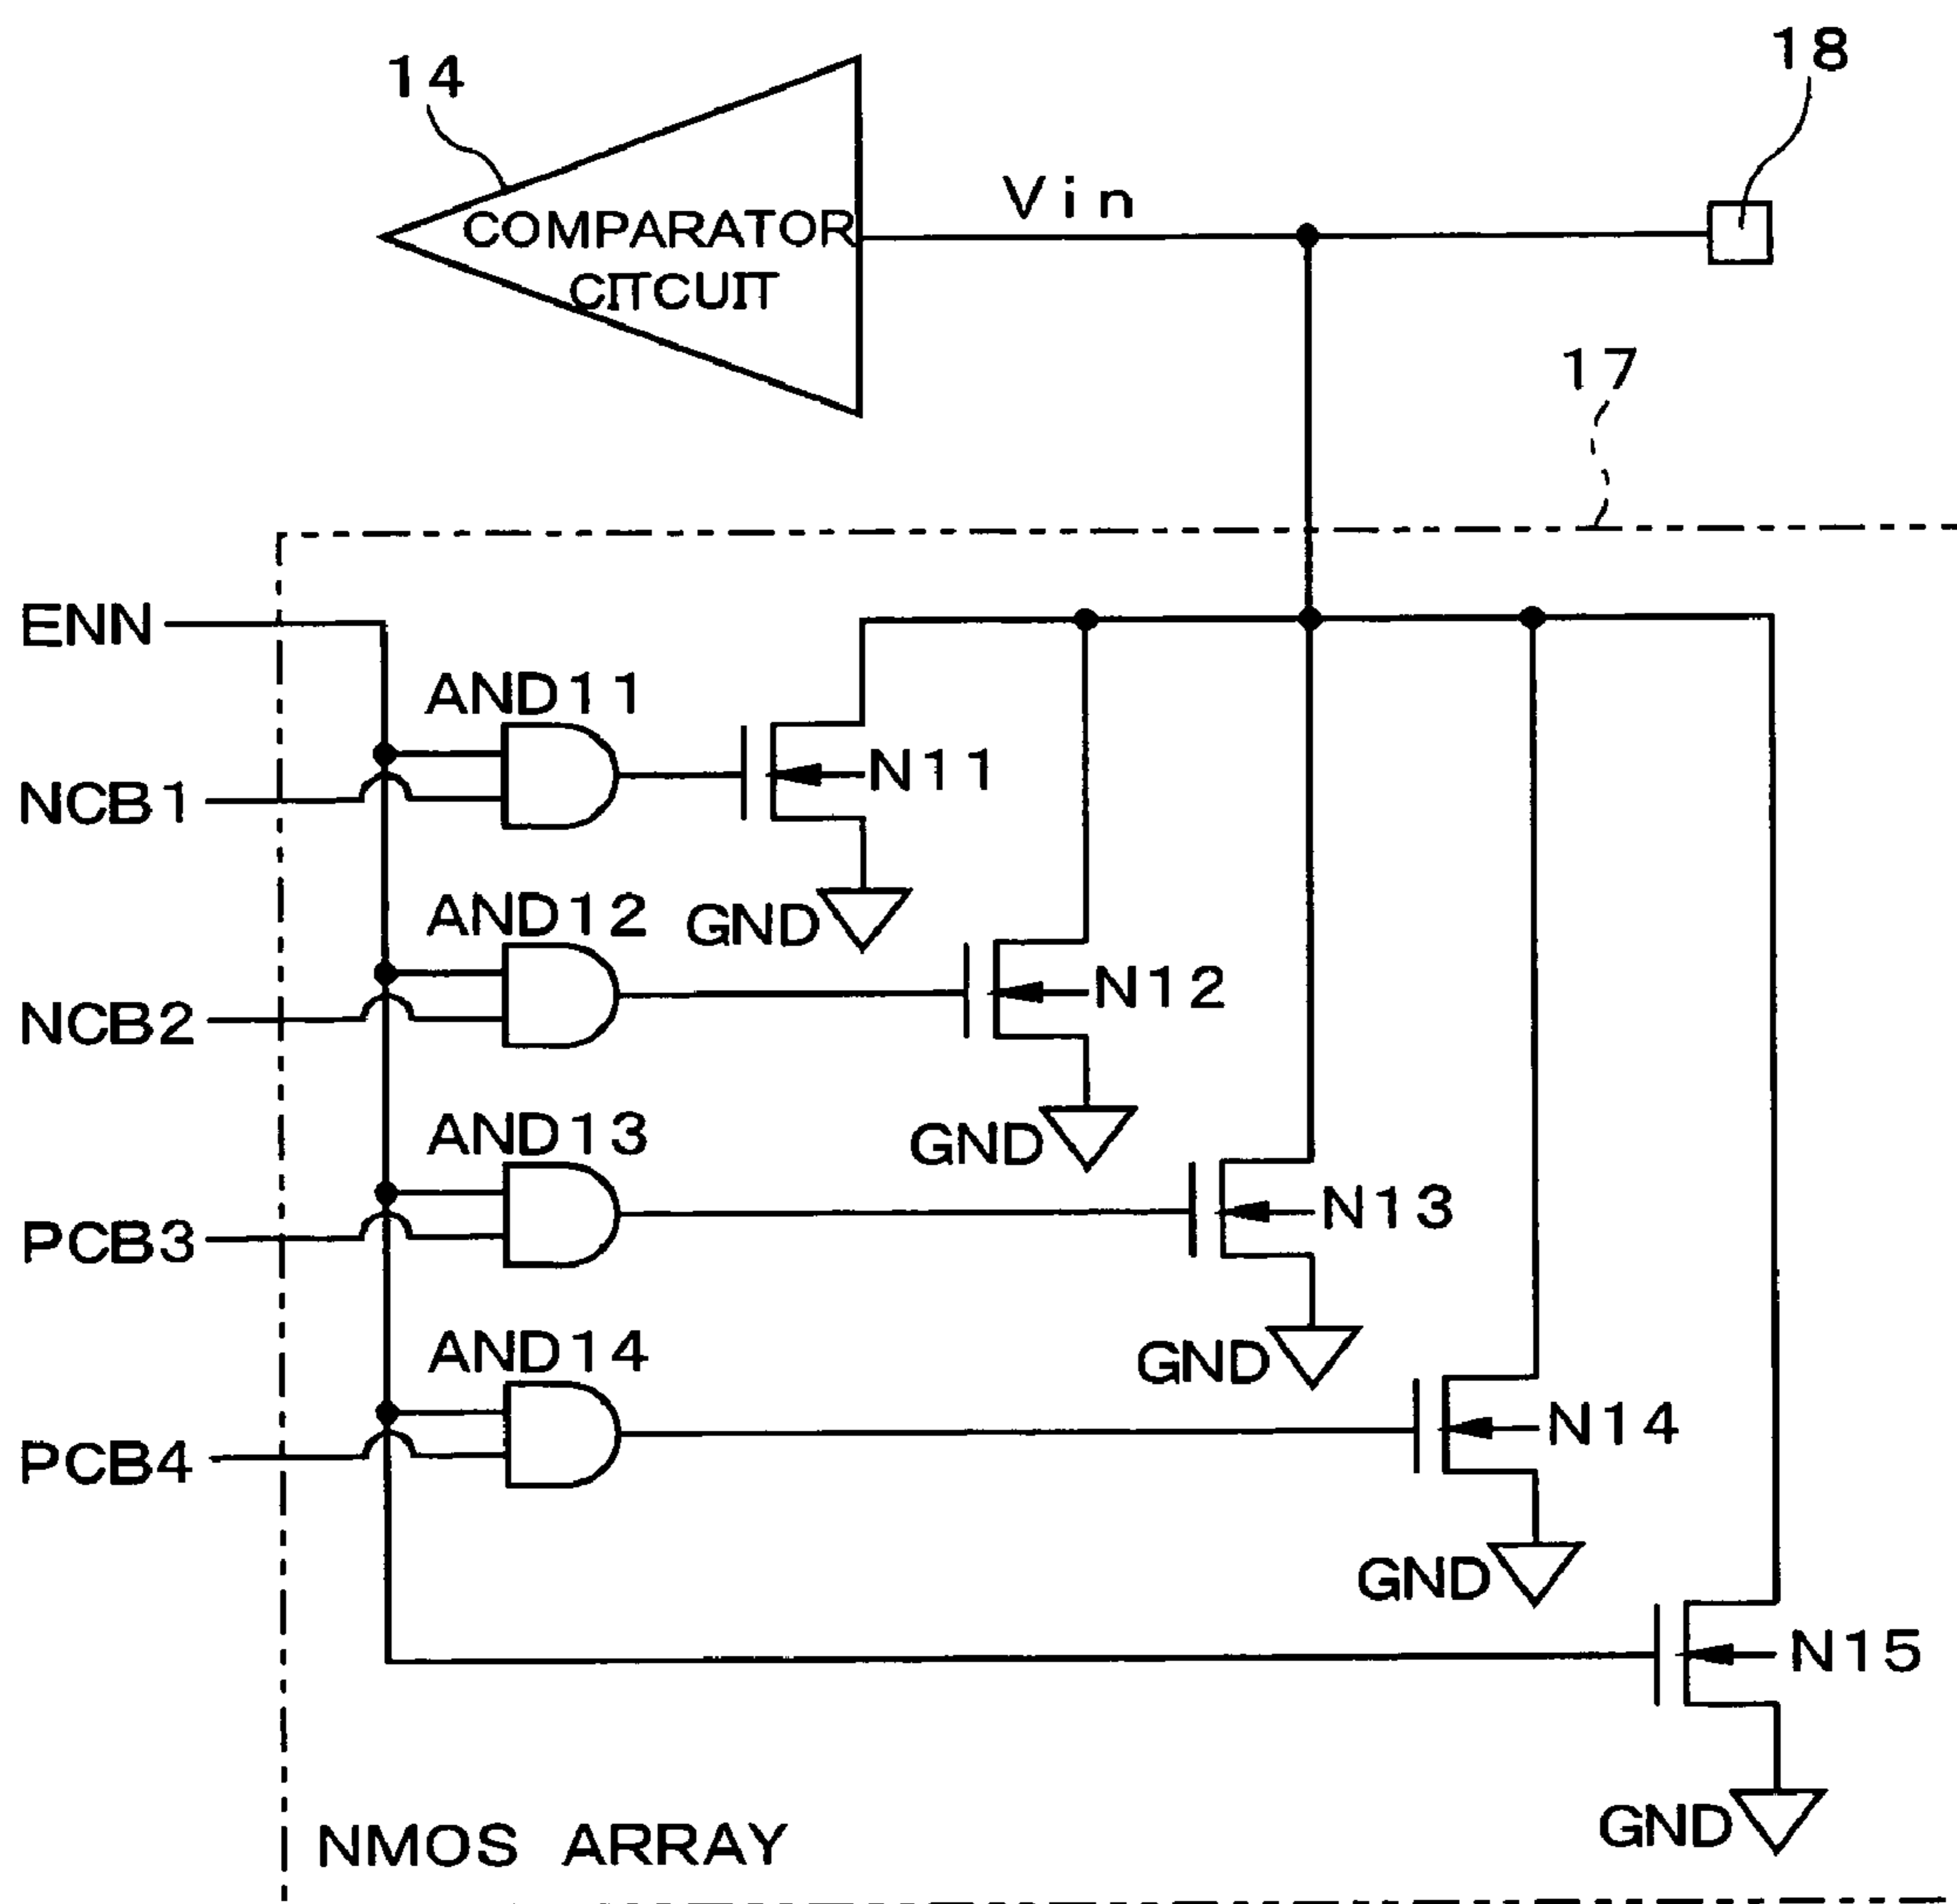 14
18
Vin
COMPARATOR
CITCUIT
17
ENN
AND11
N11
NCB1
AND12
GND
N12
NCB2
AND13
GND
N13
PCB3
AND14
GND
N14
PCB4
GND
N15
GND
NMOS ARRAY